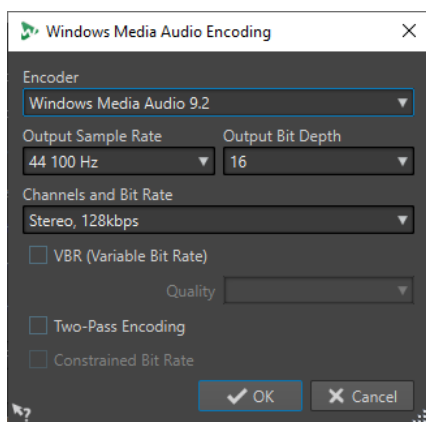 Windows Media Audio Encoding
Encoder
Windows Media Audio 9.2
Output Sample Rate Output Bit Depth
44 100 Hz 16
Channels and Bit Rate
Stereo, 128kbps
VBR (Variable Bit Rate)
Quality
Two-Pass Encoding
Constrained Bit Rate
OK Cancel
?